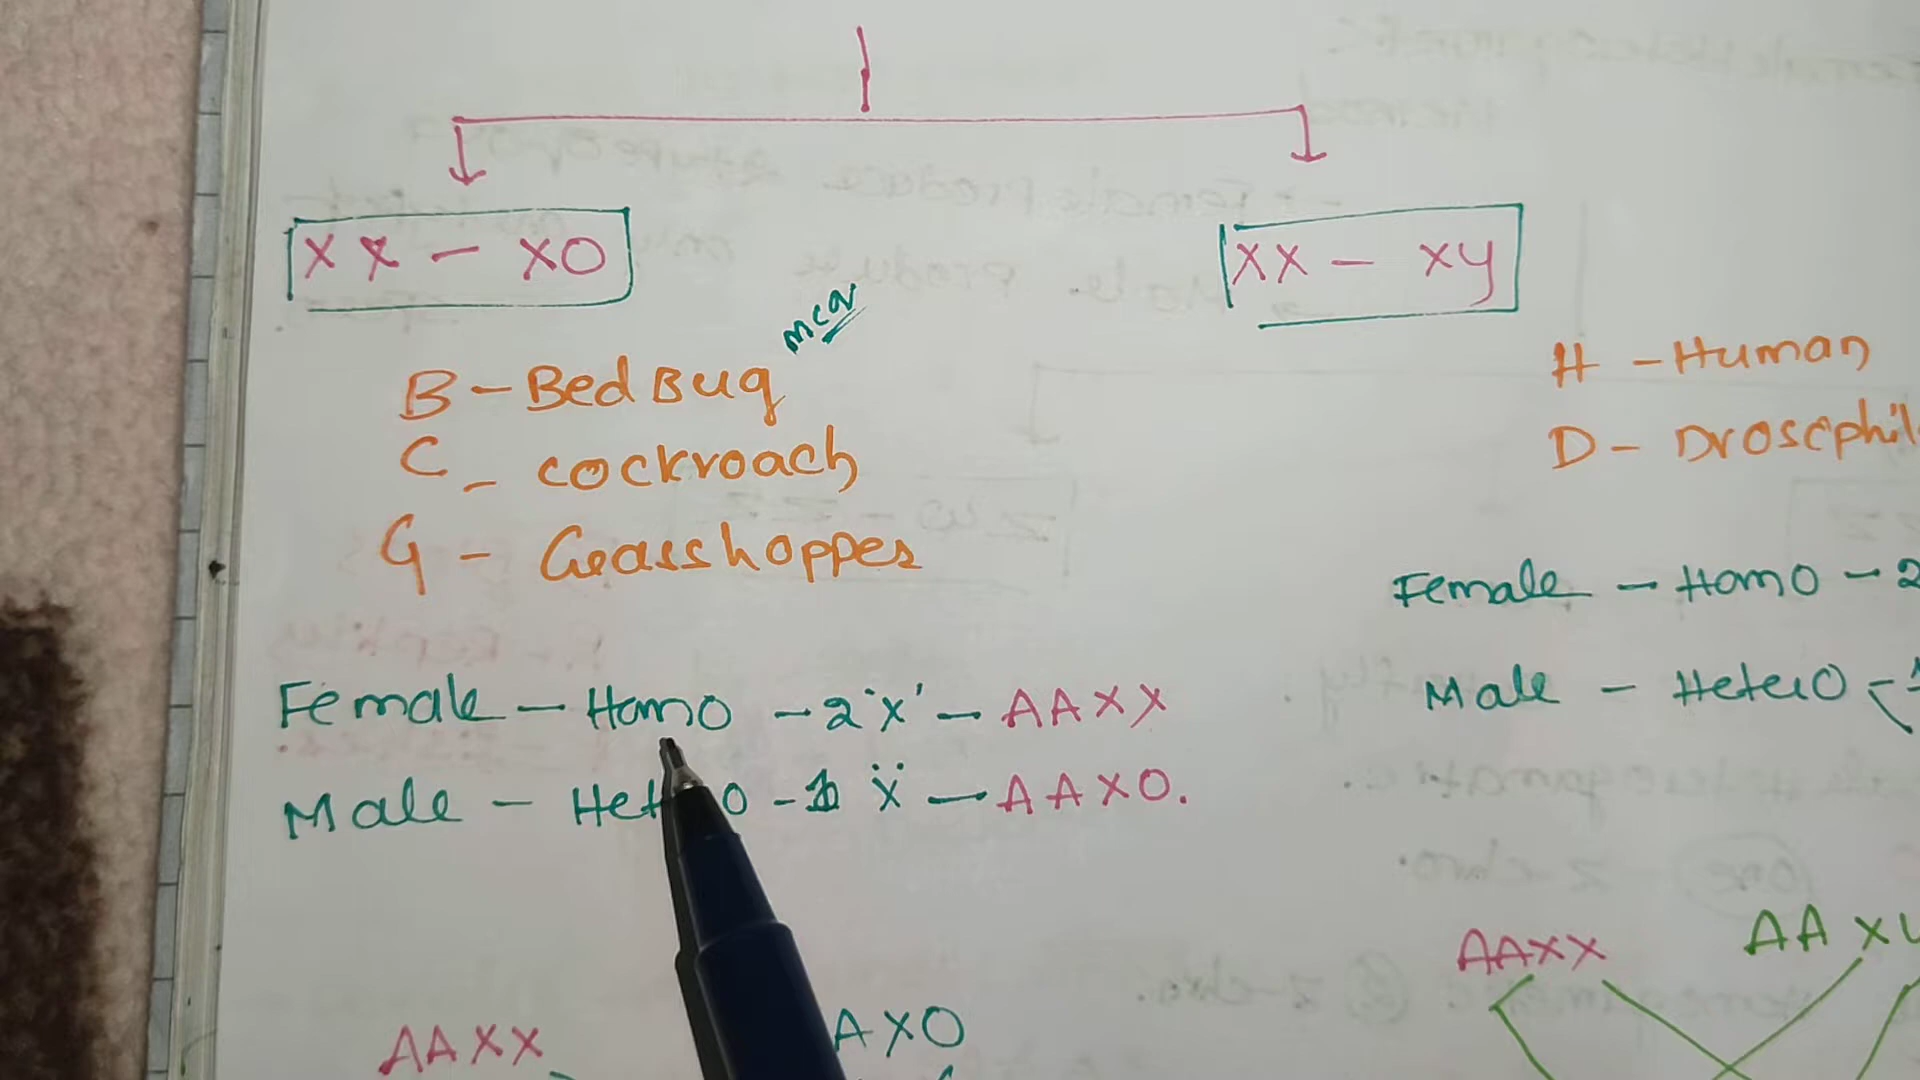 XX - XO
XX - XY
MCQ
B - Bed Bug
C - cockroach
G - Grasshopper
H - Human
D - Drosophil
Female - Homo - 2'X' - AAXX
Male - Hetero - 1 'X' - AAXO.
Female - Homo - 2
Male - Hetero -
AAXX
AXO
AAXX
AA XY